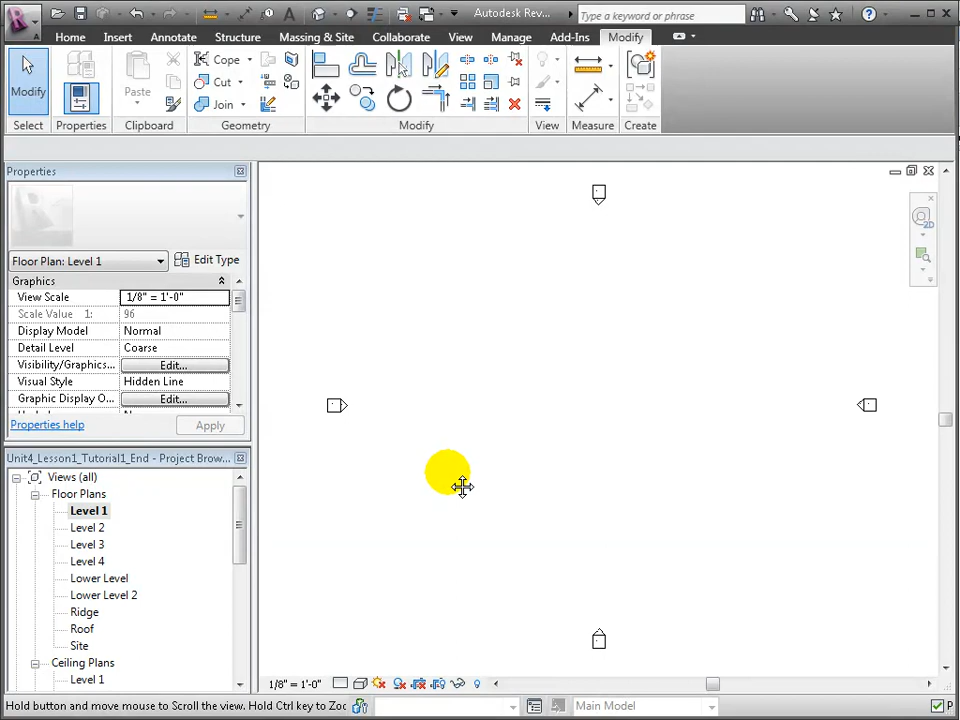 Autodesk Rev...
Type a keyword or phrase
Home Insert Annotate Structure Massing & Site Collaborate View Manage Add-Ins Modify
Modify Paste Cope Cut Join
Select Properties Clipboard Geometry Modify View Measure Create
Properties
Floor Plan: Level 1 Edit Type
Graphics
View Scale 1/8" = 1'-0"
Scale Value 1: 96
Display Model Normal
Detail Level Coarse
Visibility/Graphics... Edit...
Visual Style Hidden Line
Graphic Display O... Edit...
Properties help Apply
Unit4_Lesson1_Tutorial1_End - Project Brow...
Views (all)
Floor Plans
Level 1
Level 2
Level 3
Level 4
Lower Level
Lower Level 2
Ridge
Roof
Site
Ceiling Plans
Level 1
2D
1/8" = 1'-0"
Hold button and move mouse to Scroll the view. Hold Ctrl key to Zoo Main Model